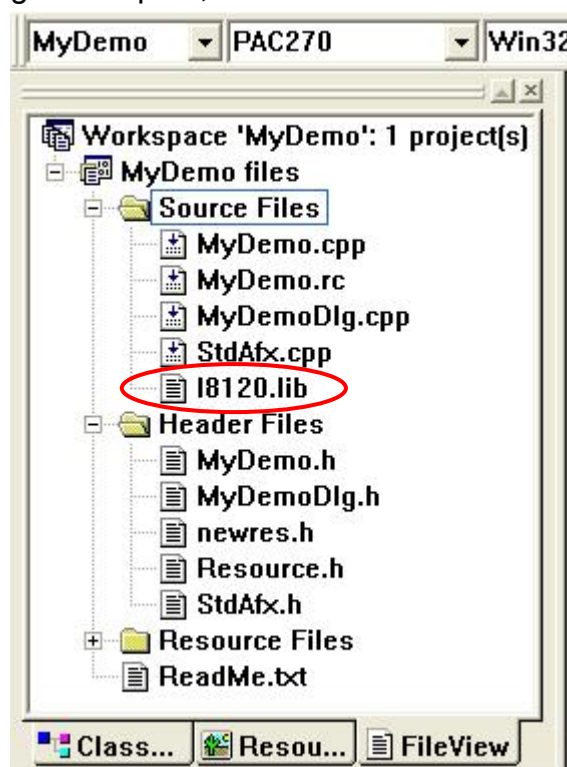 MyDemo PAC270 Win32
Workspace 'MyDemo': 1 project(s)
MyDemo files
Source Files
MyDemo.cpp
MyDemo.rc
MyDemoDlg.cpp
StdAfx.cpp
I8120.lib
Header Files
MyDemo.h
MyDemoDlg.h
newres.h
Resource.h
StdAfx.h
Resource Files
ReadMe.txt
Class... Resou... FileView